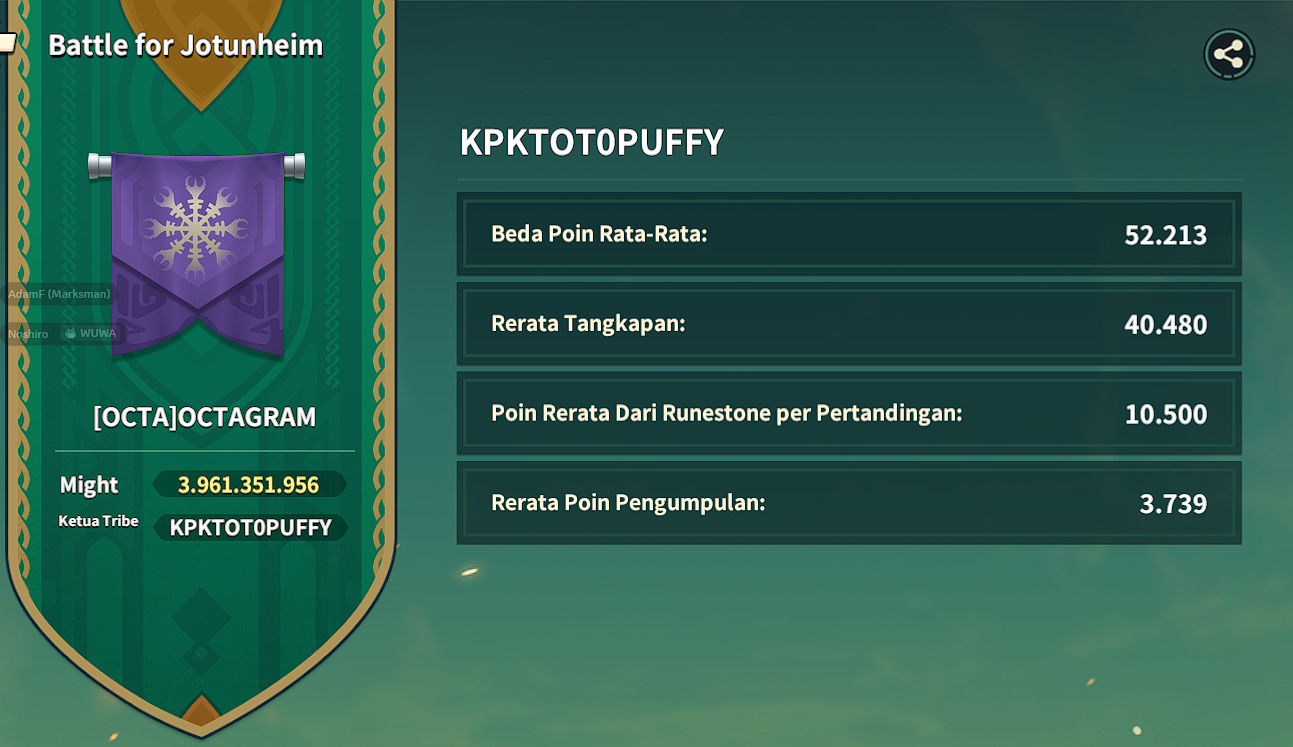 Battle for Jotunheim
AdamF (Marksman)
Noshiro WUWA
[OCTA]OCTAGRAM
Might 3.961.351.956
Ketua Tribe KPKTOT0PUFFY
KPKTOT0PUFFY
Beda Poin Rata-Rata: 52.213
Rerata Tangkapan: 40.480
Poin Rerata Dari Runestone per Pertandingan: 10.500
Rerata Poin Pengumpulan: 3.739